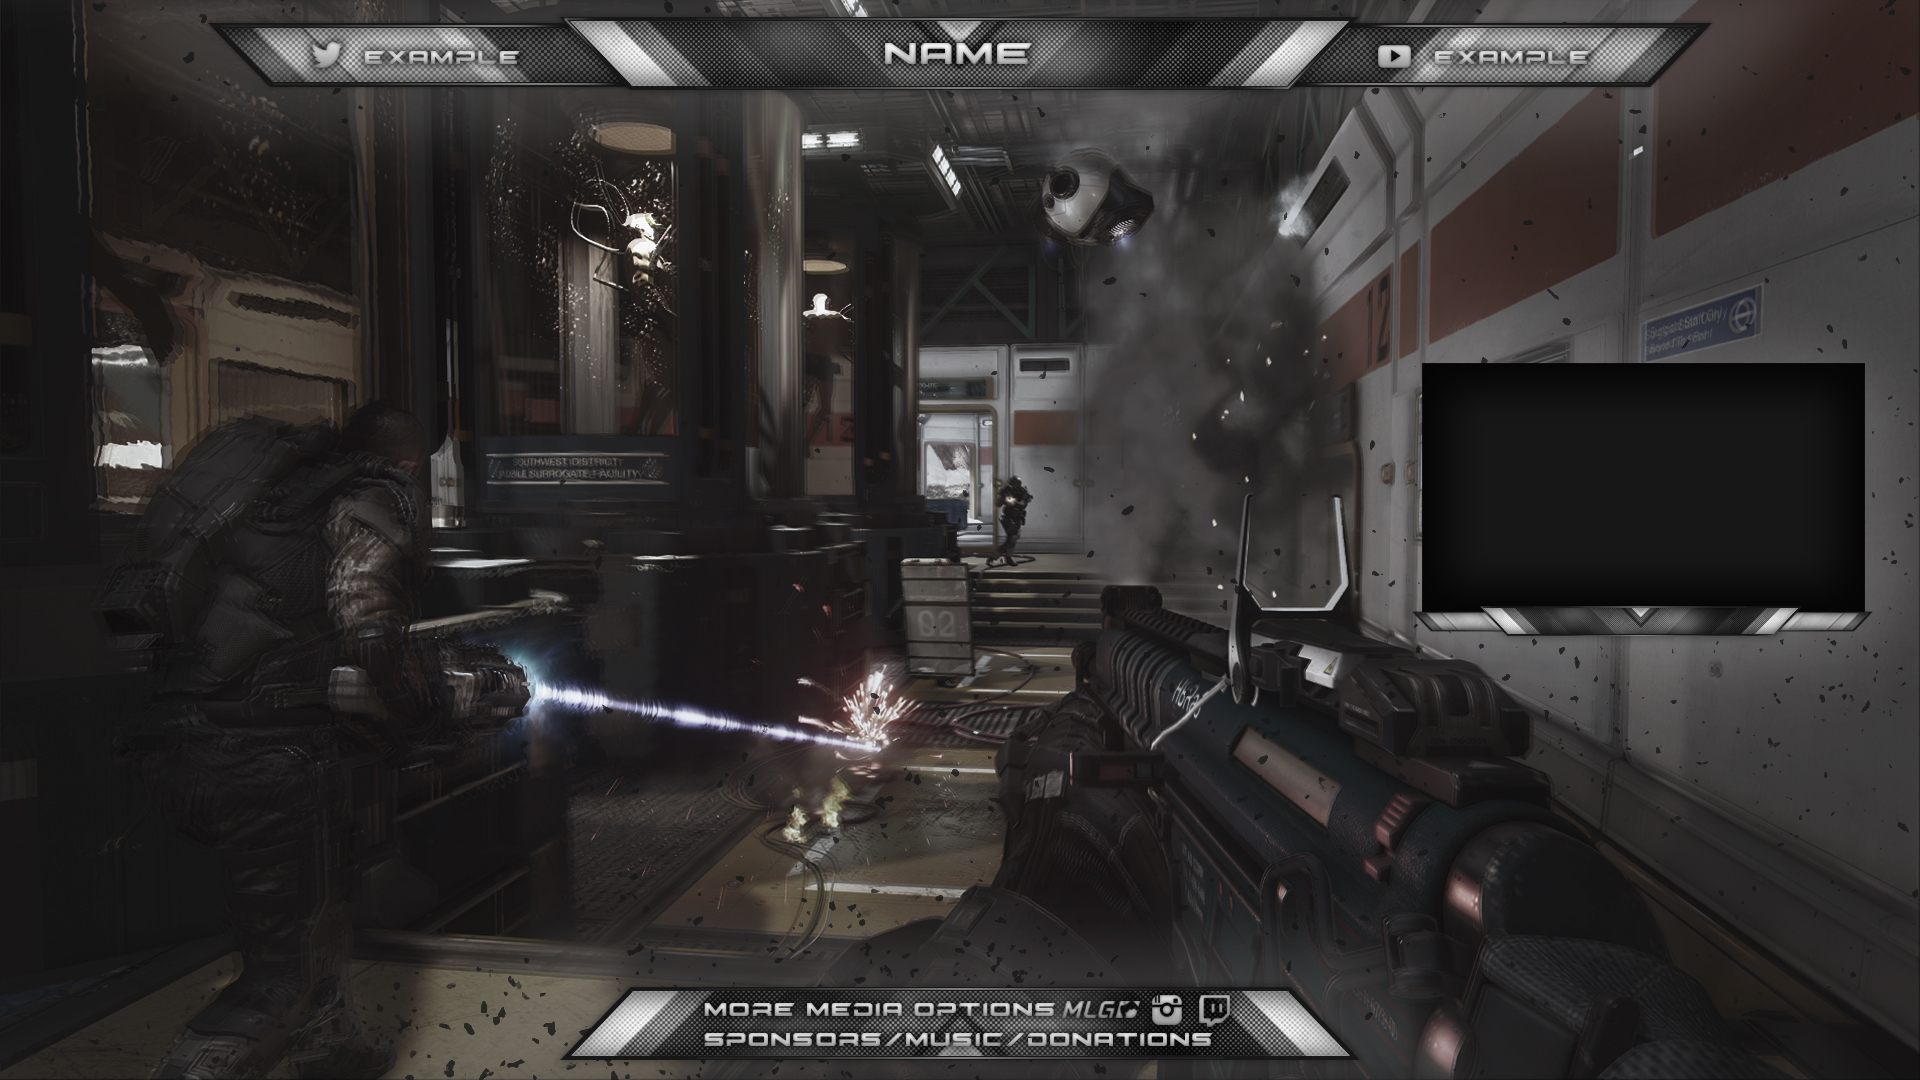 EXAMPLE
NAME
EXAMPLE
12
SOUTHWEST DISTRICT
MOBILE SURROGATE FACILITY
02
MORE MEDIA OPTIONS MLG
SPONSORS/MUSIC/DONATIONS